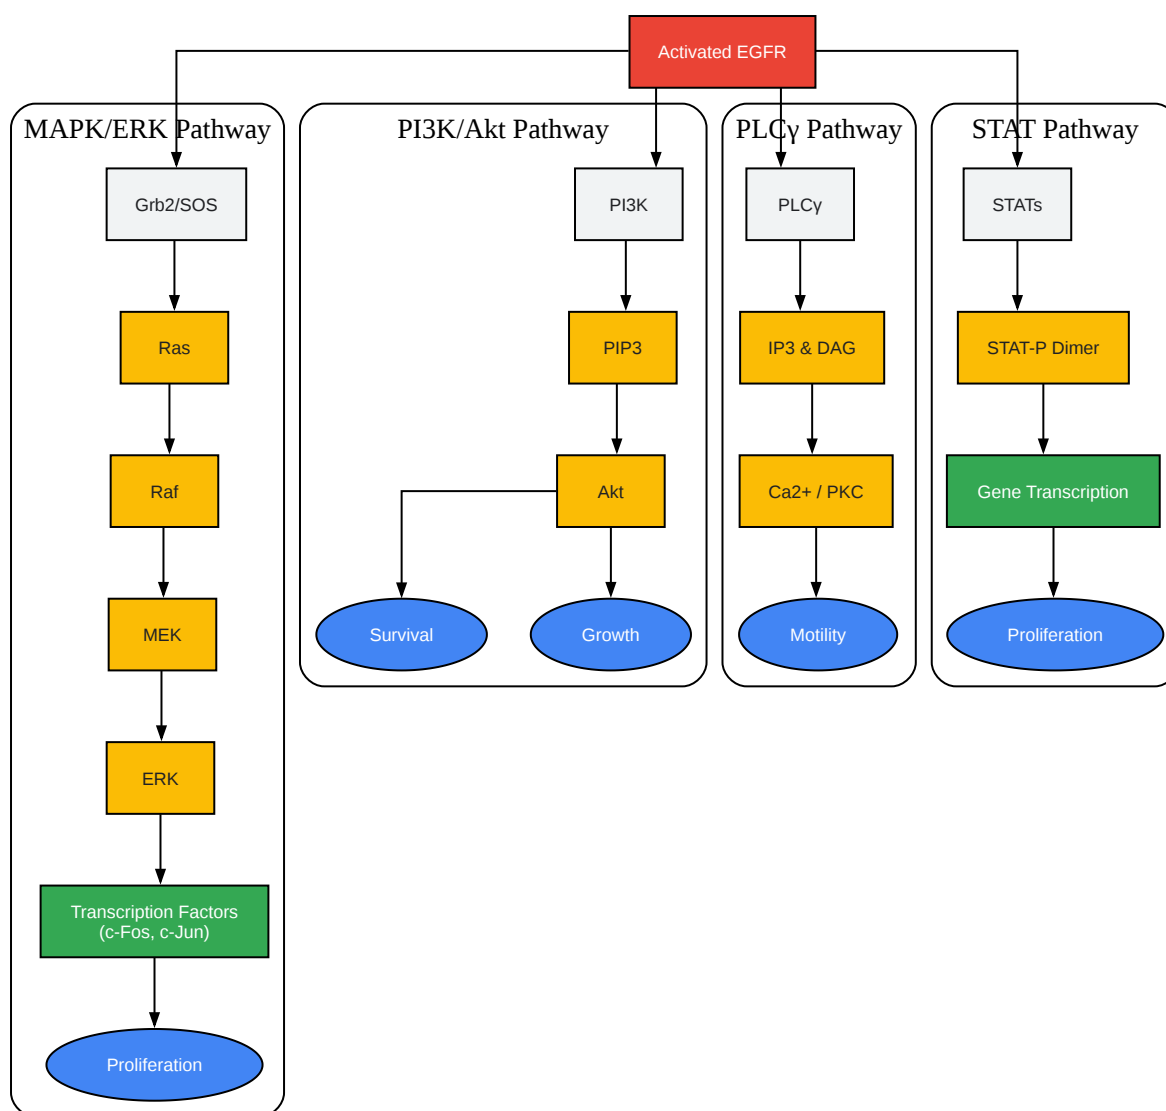 Activated EGFR
MAPK/ERK Pathway
Grb2/SOS
Ras
Raf
MEK
ERK
Transcription Factors
(c-Fos, c-Jun)
Proliferation
PI3K/Akt Pathway
PI3K
PIP3
Akt
Survival
Growth
PLCγ Pathway
PLCγ
IP3 & DAG
Ca2+ / PKC
Motility
STAT Pathway
STATs
STAT-P Dimer
Gene Transcription
Proliferation